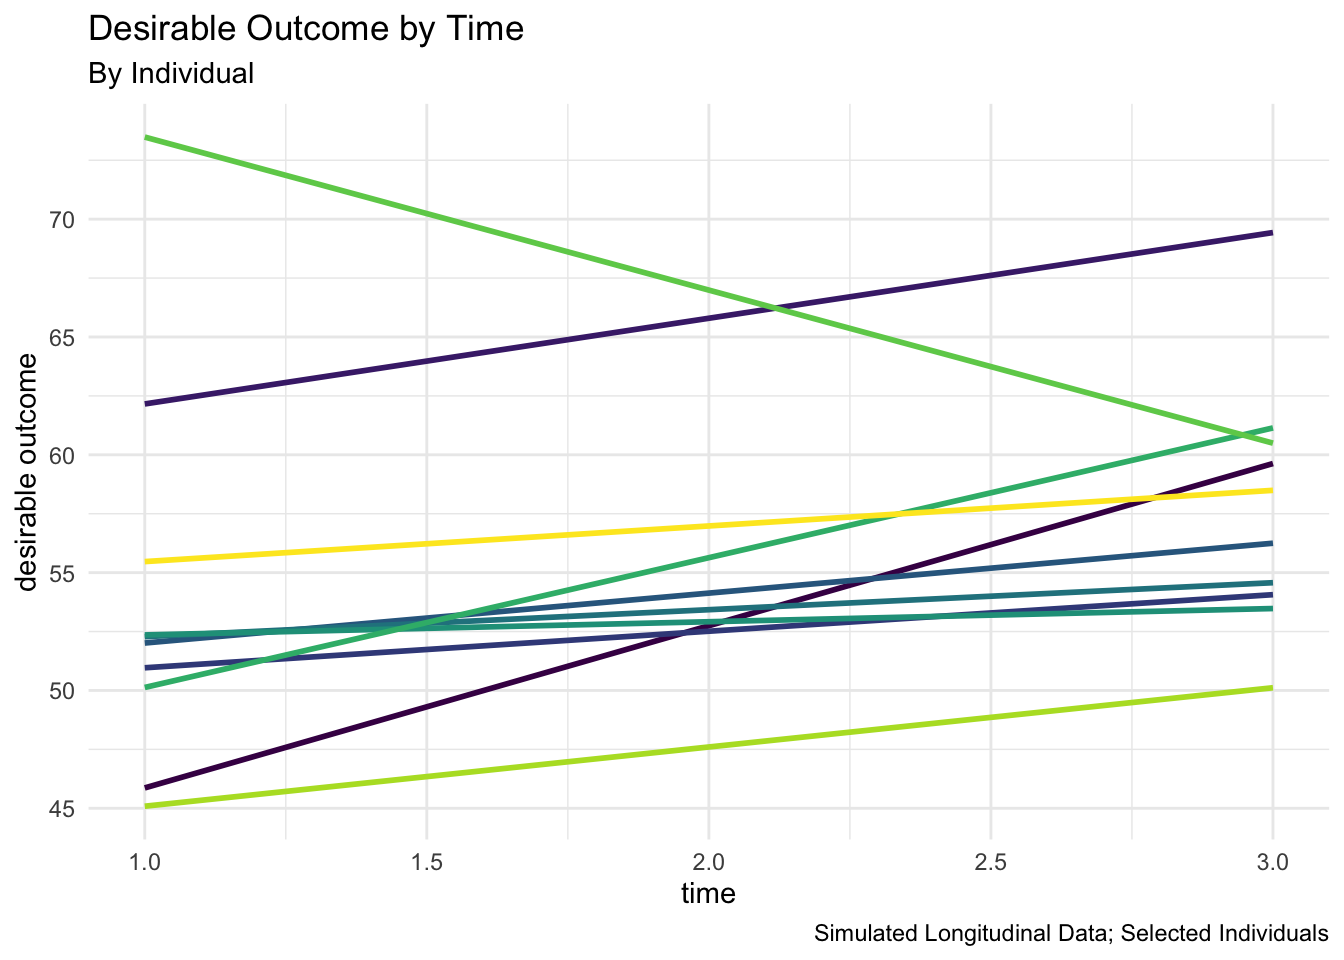 Desirable Outcome by Time
By Individual
desirable outcome
70
65
60
55
50
45
1.0 1.5 2.0 2.5 3.0
time
Simulated Longitudinal Data; Selected Individuals